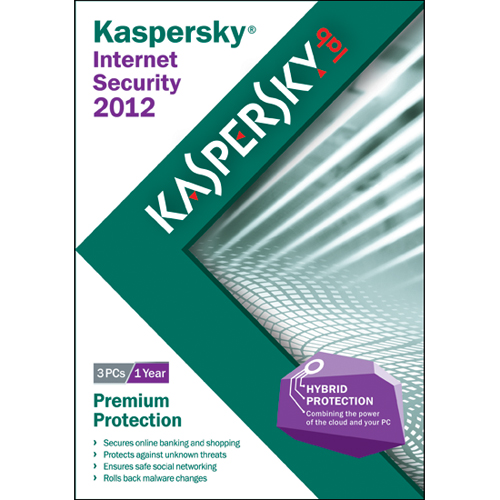 Kaspersky®
Internet
Security
2012
KASPERSKY lab
3 PCs / 1 Year
Premium
Protection
• Secures online banking and shopping
• Protects against unknown threats
• Ensures safe social networking
• Rolls back malware changes
HYBRID
PROTECTION
Combining the power
of the cloud and your PC